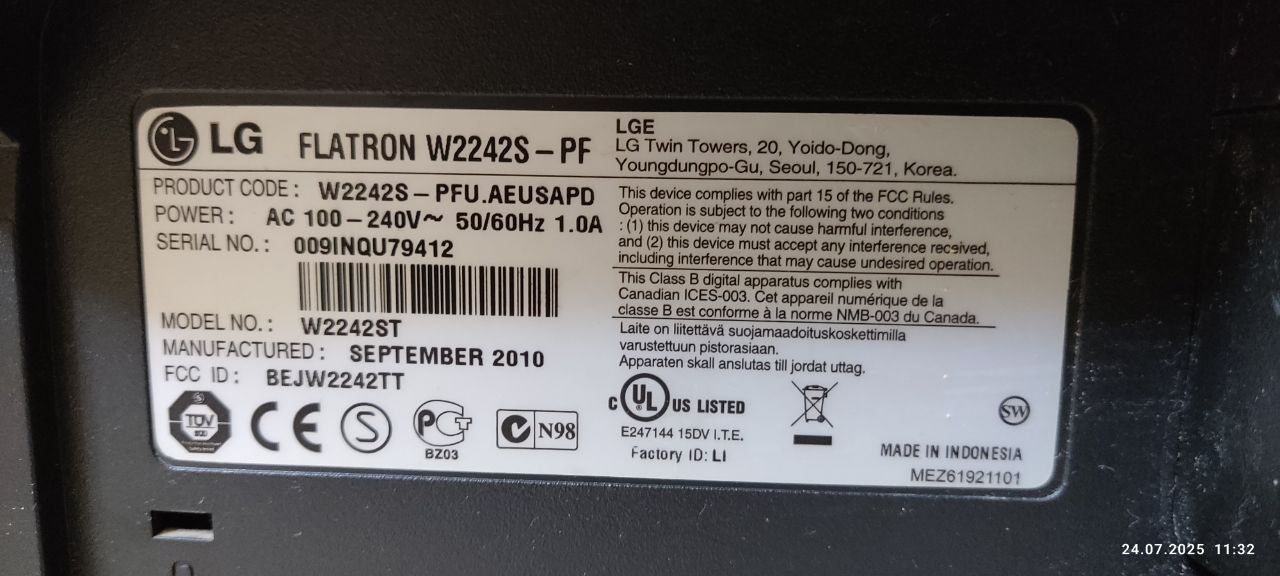 LG FLATRON W2242S – PF
LGE
LG Twin Towers, 20, Yoido-Dong,
Youngdungpo-Gu, Seoul, 150-721, Korea.
PRODUCT CODE : W2242S – PFU.AEUSAPD
POWER : AC 100 – 240V~ 50/60Hz 1.0A
SERIAL NO. : 009INQU79412
MODEL NO. : W2242ST
MANUFACTURED : SEPTEMBER 2010
FCC ID : BEJW2242TT
This device complies with part 15 of the FCC Rules.
Operation is subject to the following two conditions
: (1) this device may not cause harmful interference,
and (2) this device must accept any interference received,
including interference that may cause undesired operation.
This Class B digital apparatus complies with
Canadian ICES-003. Cet appareil numérique de la
classe B est conforme à la norme NMB-003 du Canada.
Laite on liitettävä suojamaadoituskoskettimilla
varustettuun pistorasiaan.
Apparaten skall anslutas till jordat uttag.
TÜV
CE
S
PG
BZ03
N98
C UL US LISTED
E247144 15DV I.T.E.
Factory ID: LI
SW
MADE IN INDONESIA
MEZ61921101
24.07.2025 11:32